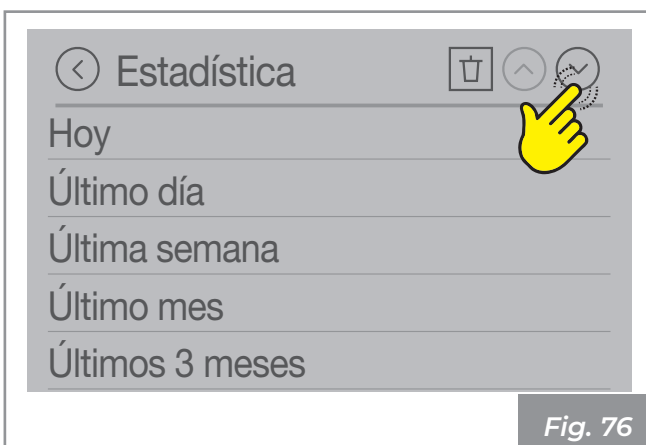 Estadística
Hoy
Último día
Última semana
Último mes
Últimos 3 meses
Fig. 76